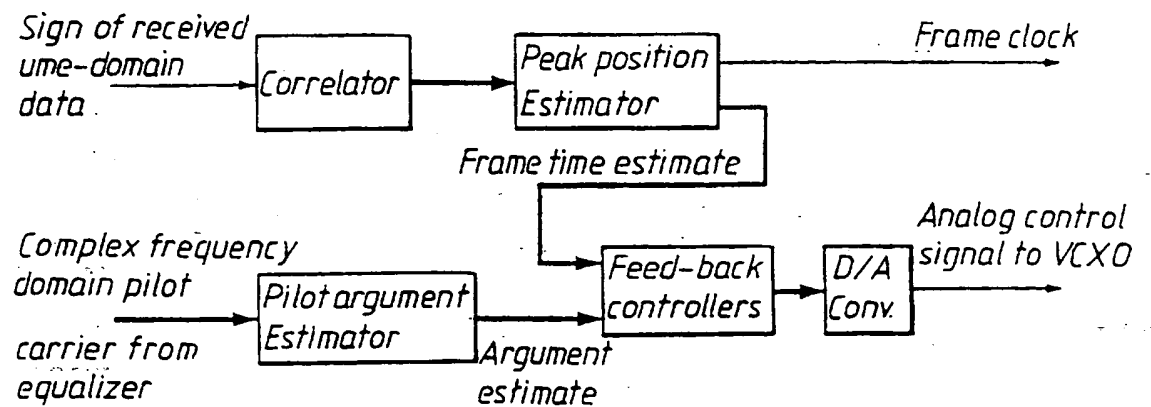 Sign of received
ume-domain
data
Correlator
Peak position
Estimator
Frame clock
Frame time estimate
Complex frequency
domain pilot
carrier from
equalizer
Pilot argument
Estimator
Argument
estimate
Feed-back
controllers
D/A
Conv.
Analog control
signal to VCXO